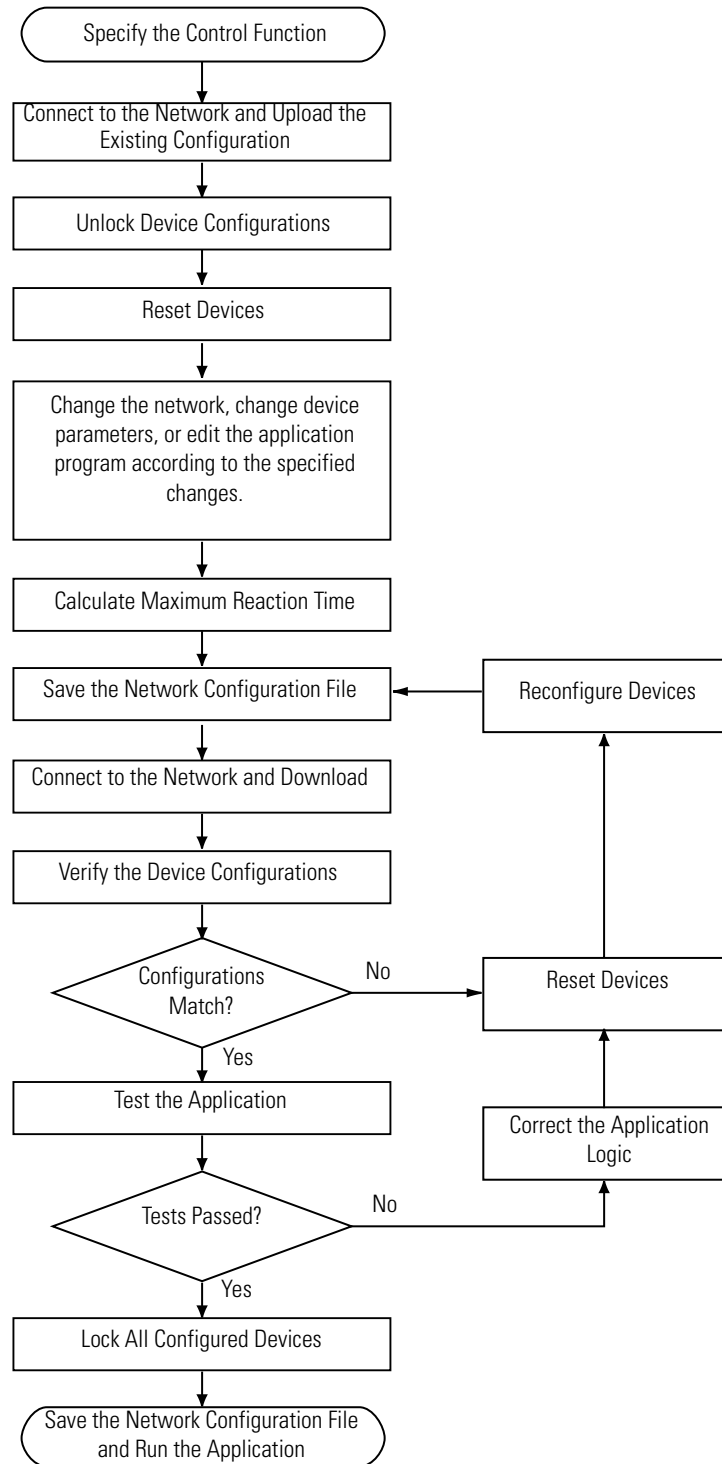 Specify the Control Function
Connect to the Network and Upload the
Existing Configuration
Unlock Device Configurations
Reset Devices
Change the network, change device
parameters, or edit the application
program according to the specified
changes.
Calculate Maximum Reaction Time
Save the Network Configuration File
Reconfigure Devices
Connect to the Network and Download
Verify the Device Configurations
Configurations
Match?
No
Reset Devices
Yes
Test the Application
Correct the Application
Logic
Tests Passed?
No
Yes
Lock All Configured Devices
Save the Network Configuration File
and Run the Application